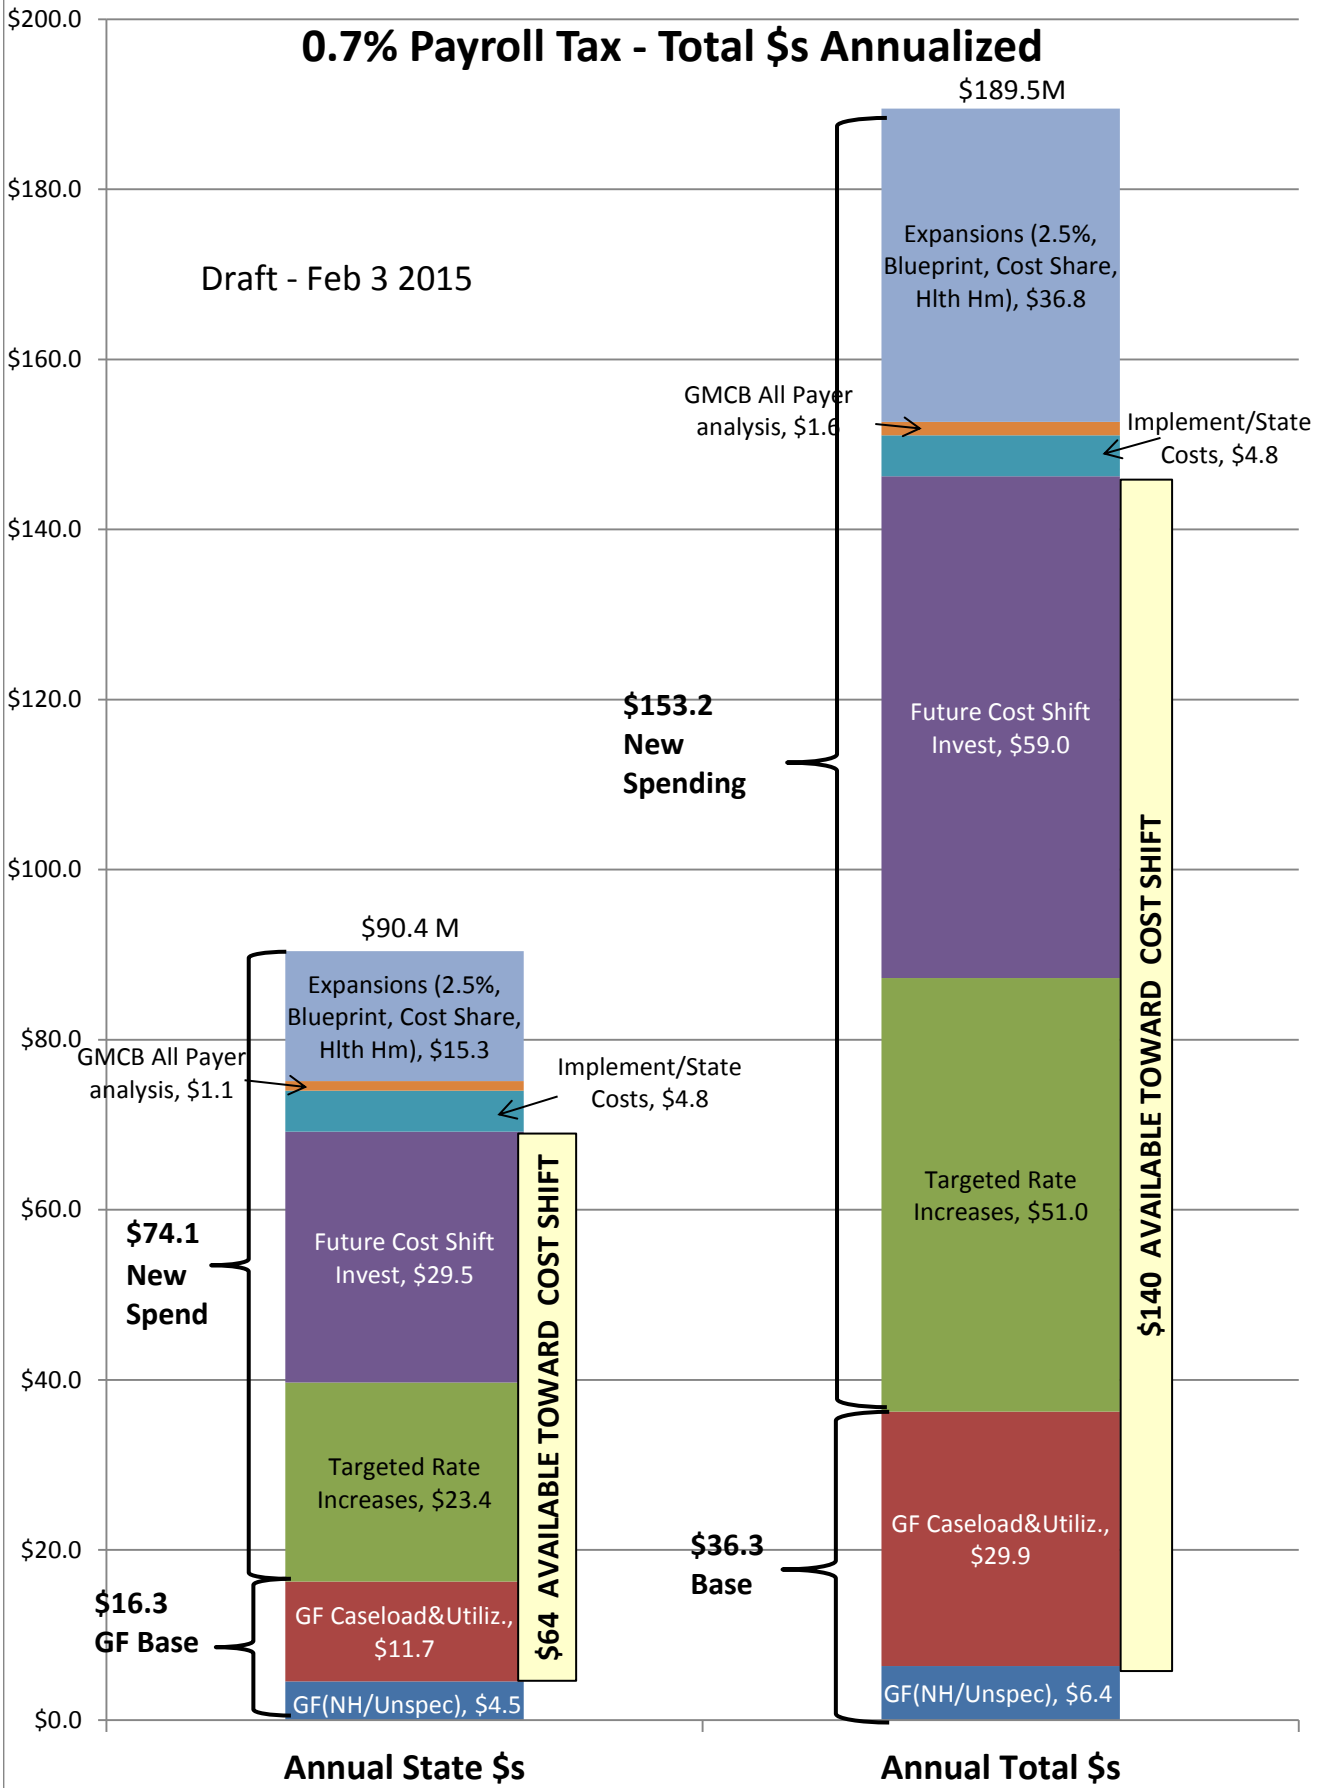 0.7% Payroll Tax - Total $s Annualized
Draft - Feb 3 2015
$200.0
$180.0
$160.0
$140.0
$120.0
$100.0
$80.0
$60.0
$40.0
$20.0
$0.0
$90.4 M
Expansions (2.5%,
Blueprint, Cost Share,
Hlth Hm), $15.3
GMCB All Payer
analysis, $1.1
Implement/State
Costs, $4.8
Future Cost Shift
Invest, $29.5
Targeted Rate
Increases, $23.4
GF Caseload&Utiliz.,
$11.7
GF(NH/Unspec), $4.5
$74.1
New
Spend
$16.3
GF Base
$64 AVAILABLE TOWARD COST SHIFT
$189.5M
Expansions (2.5%,
Blueprint, Cost Share,
Hlth Hm), $36.8
GMCB All Payer
analysis, $1.6
Implement/State
Costs, $4.8
Future Cost Shift
Invest, $59.0
Targeted Rate
Increases, $51.0
GF Caseload&Utiliz.,
$29.9
GF(NH/Unspec), $6.4
$153.2
New
Spending
$36.3
Base
$140 AVAILABLE TOWARD COST SHIFT
Annual State $s
Annual Total $s